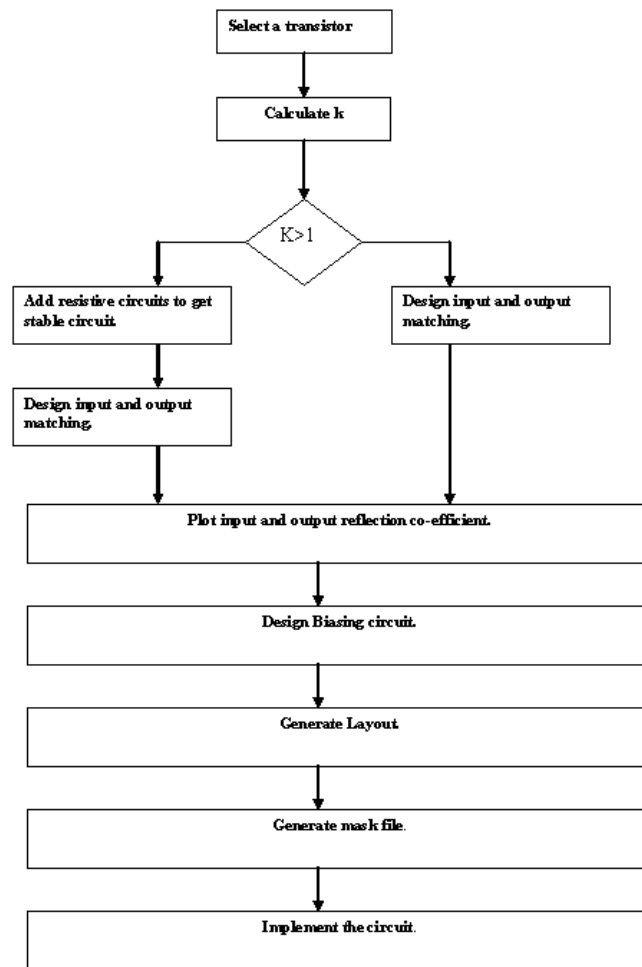 Select a transistor
Calculate k
K>1
Add resistive circuits to get
stable circuit.
Design input and output
matching.
Design input and output
matching.
Plot input and output reflection co-efficient.
Design Biasing circuit.
Generate Layout.
Generate mask file.
Implement the circuit.